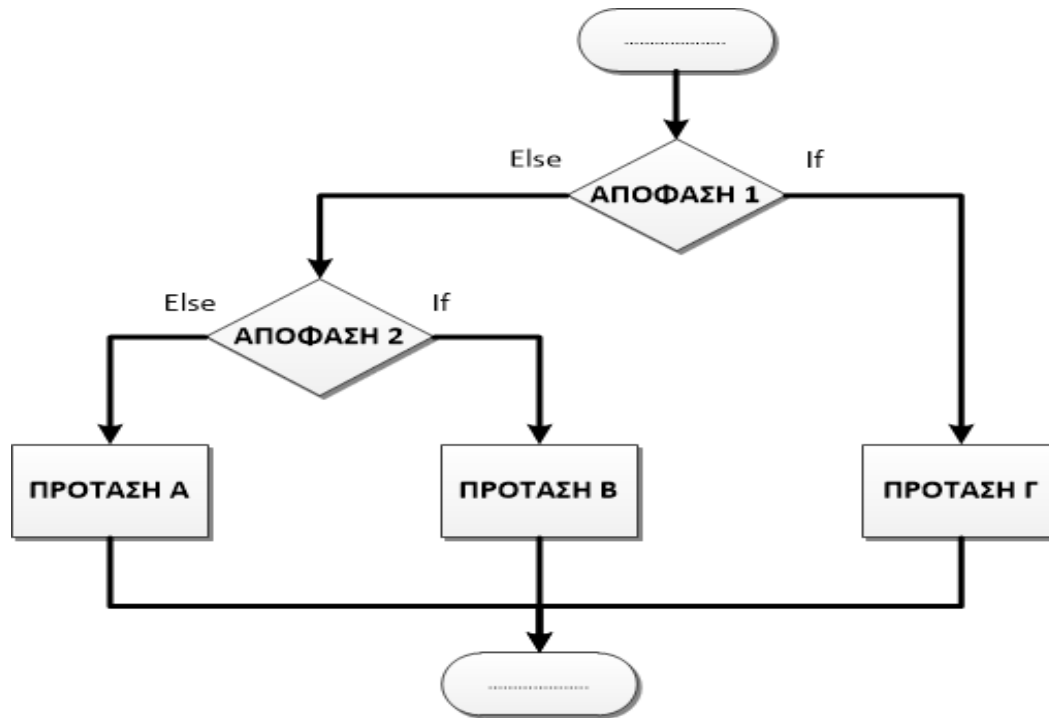 ....................
Else
If
ΑΠΟΦΑΣΗ 1
Else
If
ΑΠΟΦΑΣΗ 2
ΠΡΟΤΑΣΗ Α
ΠΡΟΤΑΣΗ Β
ΠΡΟΤΑΣΗ Γ
....................